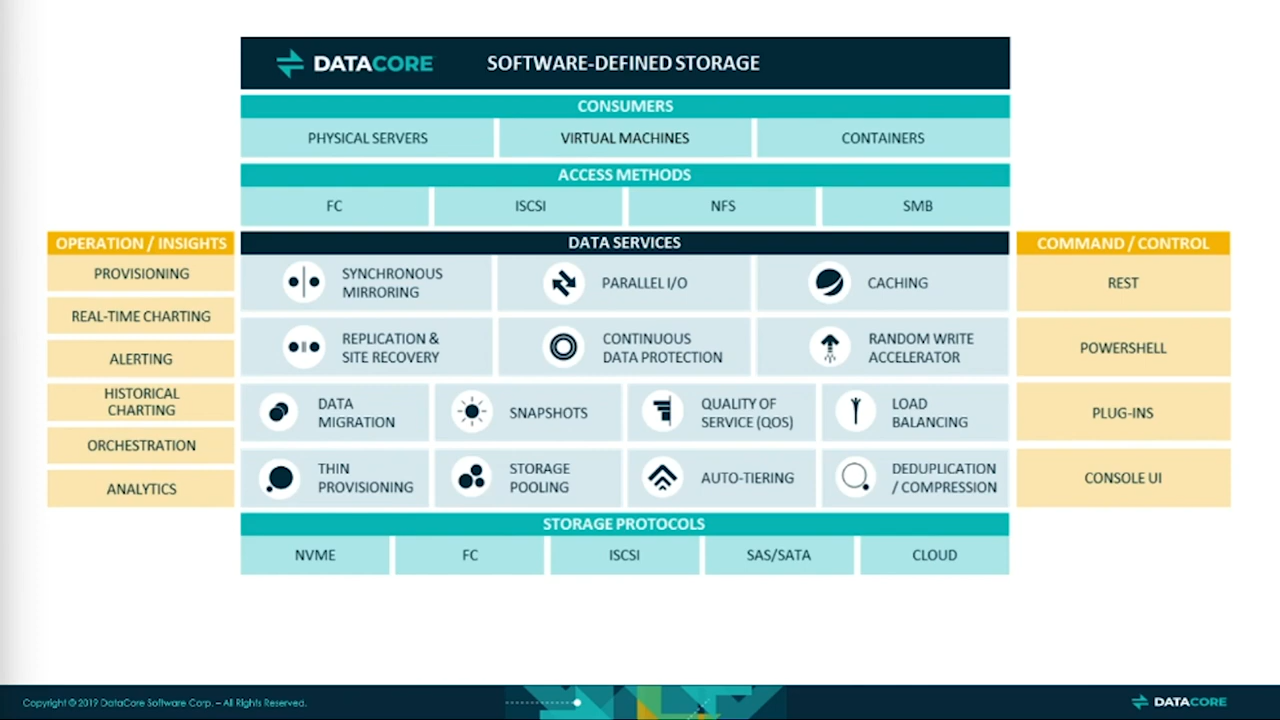 DATACORE
SOFTWARE-DEFINED STORAGE
CONSUMERS
PHYSICAL SERVERS
VIRTUAL MACHINES
CONTAINERS
ACCESS METHODS
FC
ISCSI
NFS
SMB
OPERATION / INSIGHTS
PROVISIONING
REAL-TIME CHARTING
ALERTING
HISTORICAL
CHARTING
ORCHESTRATION
ANALYTICS
DATA SERVICES
SYNCHRONOUS
MIRRORING
PARALLEL I/O
CACHING
REPLICATION &
SITE RECOVERY
CONTINUOUS
DATA PROTECTION
RANDOM WRITE
ACCELERATOR
DATA
MIGRATION
SNAPSHOTS
QUALITY OF
SERVICE (QOS)
LOAD
BALANCING
THIN
PROVISIONING
STORAGE
POOLING
AUTO-TIERING
DEDUPLICATION
/ COMPRESSION
COMMAND / CONTROL
REST
POWERSHELL
PLUG-INS
CONSOLE UI
STORAGE PROTOCOLS
NVME
FC
ISCSI
SAS/SATA
CLOUD
Copyright © 2019 DataCore Software Corp. – All Rights Reserved.
DATACORE